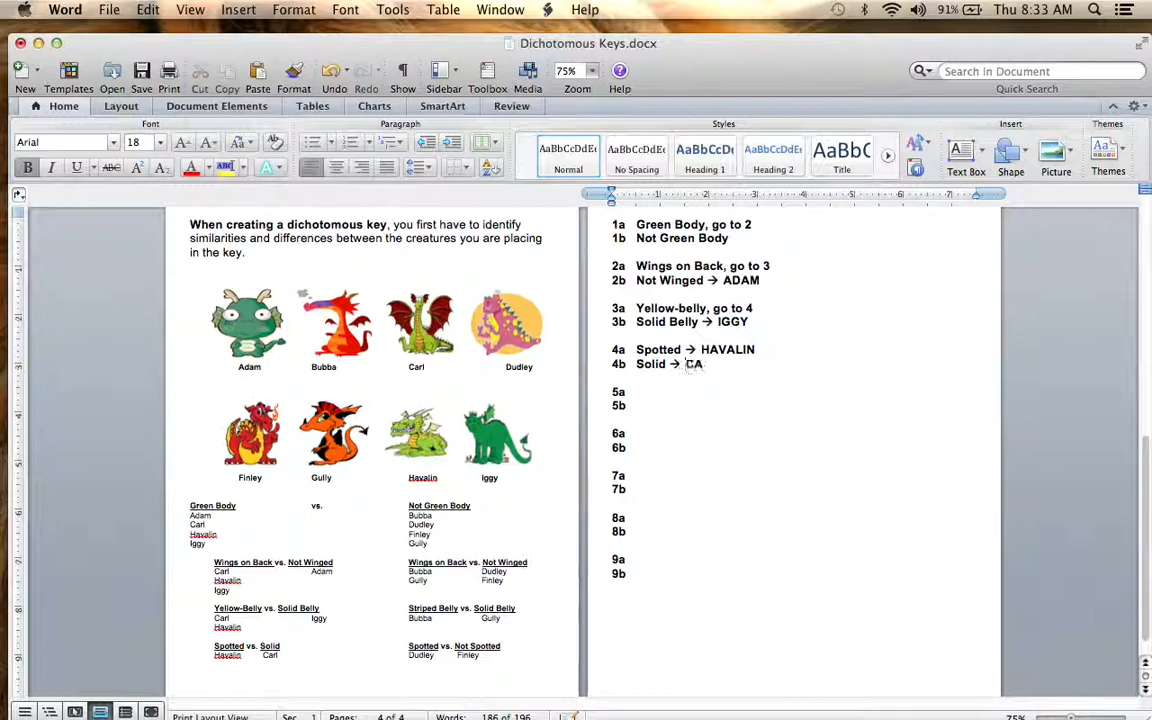 Word File Edit View Insert Format Font Tools Table Window Help 91% Thu 8:33 AM
Dichotomous Keys.docx
New Templates Open Save Print Cut Copy Paste Format Undo Redo Show Sidebar Toolbox Media 75% Zoom Help
Search in Document
Quick Search
Home Layout Document Elements Tables Charts SmartArt Review
Font Paragraph Styles Insert Themes
Arial 18
AaBbCcDdEe AaBbCcDdEe AaBbCcDd AaBbCcDdEe AaBbC
Normal No Spacing Heading 1 Heading 2 Title
Text Box Shape Picture Themes
When creating a dichotomous key, you first have to identify
similarities and differences between the creatures you are placing
in the key.
Adam Bubba Carl Dudley
Finley Gully Havalin Iggy
Green Body vs. Not Green Body
Adam Bubba
Carl Dudley
Havalin Finley
Iggy Gully
Wings on Back vs. Not Winged Wings on Back vs. Not Winged
Carl Adam Bubba Dudley
Havalin Gully Finley
Iggy
Yellow-Belly vs. Solid Belly Striped Belly vs. Solid Belly
Carl Iggy Bubba Gully
Havalin
Spotted vs. Solid Spotted vs. Not Spotted
Havalin Carl Dudley Finley
1a Green Body, go to 2
1b Not Green Body
2a Wings on Back, go to 3
2b Not Winged → ADAM
3a Yellow-belly, go to 4
3b Solid Belly → IGGY
4a Spotted → HAVALIN
4b Solid → CA
5a
5b
6a
6b
7a
7b
8a
8b
9a
9b
Print Layout View Sec 1 Pages: 4 of 4 Words: 186 of 196 75%